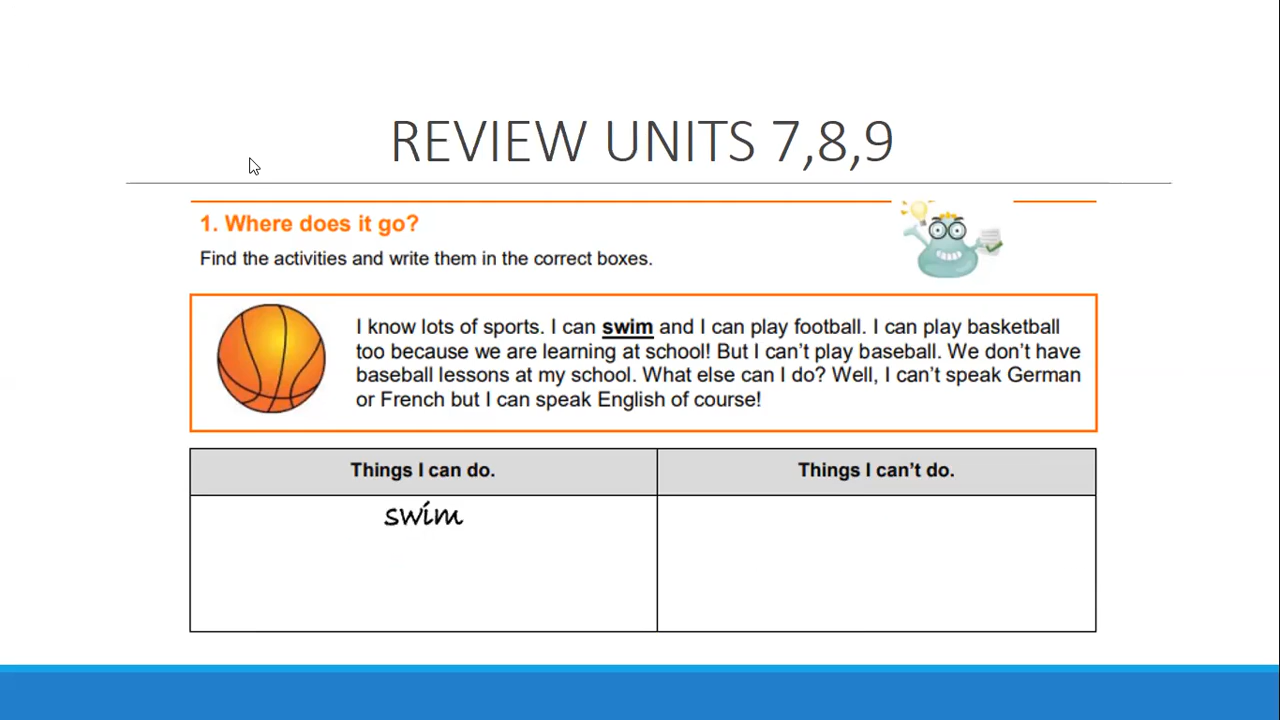 REVIEW UNITS 7,8,9
1. Where does it go?
Find the activities and write them in the correct boxes.
I know lots of sports. I can swim and I can play football. I can play basketball
too because we are learning at school! But I can't play baseball. We don't have
baseball lessons at my school. What else can I do? Well, I can't speak German
or French but I can speak English of course!
Things I can do.
Things I can't do.
swim